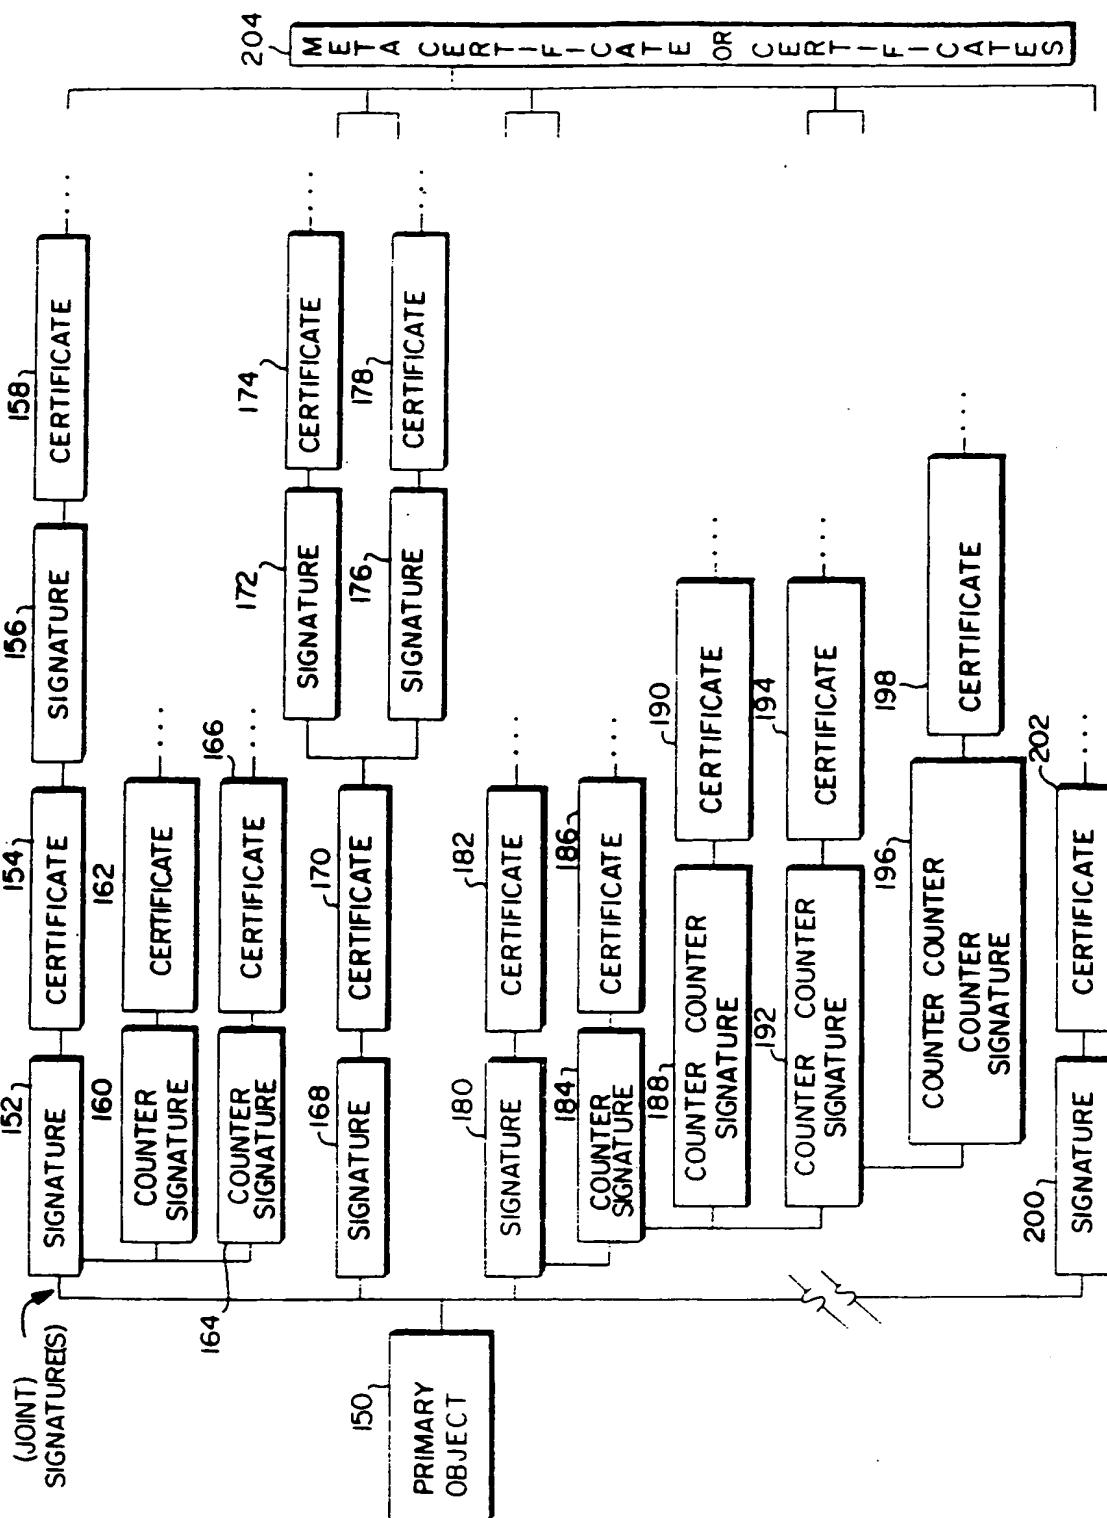 (JOINT)
SIGNATURE(S)
150
PRIMARY
OBJECT
152
SIGNATURE
154
CERTIFICATE
156
SIGNATURE
158
CERTIFICATE
....
160
COUNTER
SIGNATURE
162
CERTIFICATE
....
164
COUNTER
SIGNATURE
166
CERTIFICATE
....
168
SIGNATURE
170
CERTIFICATE
172
SIGNATURE
174
CERTIFICATE
....
176
SIGNATURE
178
CERTIFICATE
....
180
SIGNATURE
182
CERTIFICATE
....
184
COUNTER
SIGNATURE
186
CERTIFICATE
....
188
COUNTER COUNTER
SIGNATURE
190
CERTIFICATE
....
192
COUNTER COUNTER
SIGNATURE
194
CERTIFICATE
....
196
COUNTER COUNTER
COUNTER
SIGNATURE
198
CERTIFICATE
....
200
SIGNATURE
202
CERTIFICATE
....
204
META CERTIFICATE OR CERTIFICATES